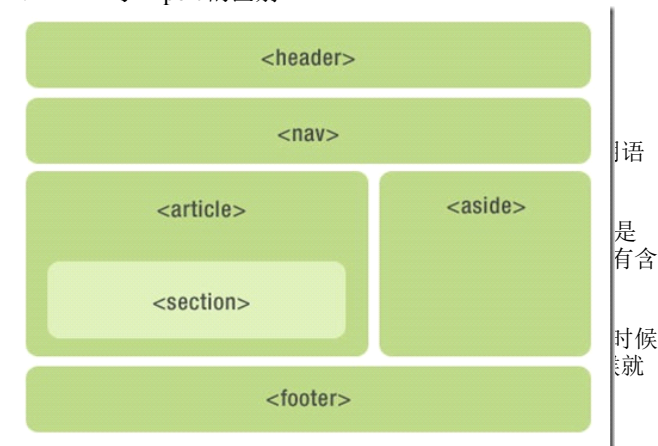 <header>
<nav>
语
<article>
<aside>
是
有含
<section>
时候
就
<footer>